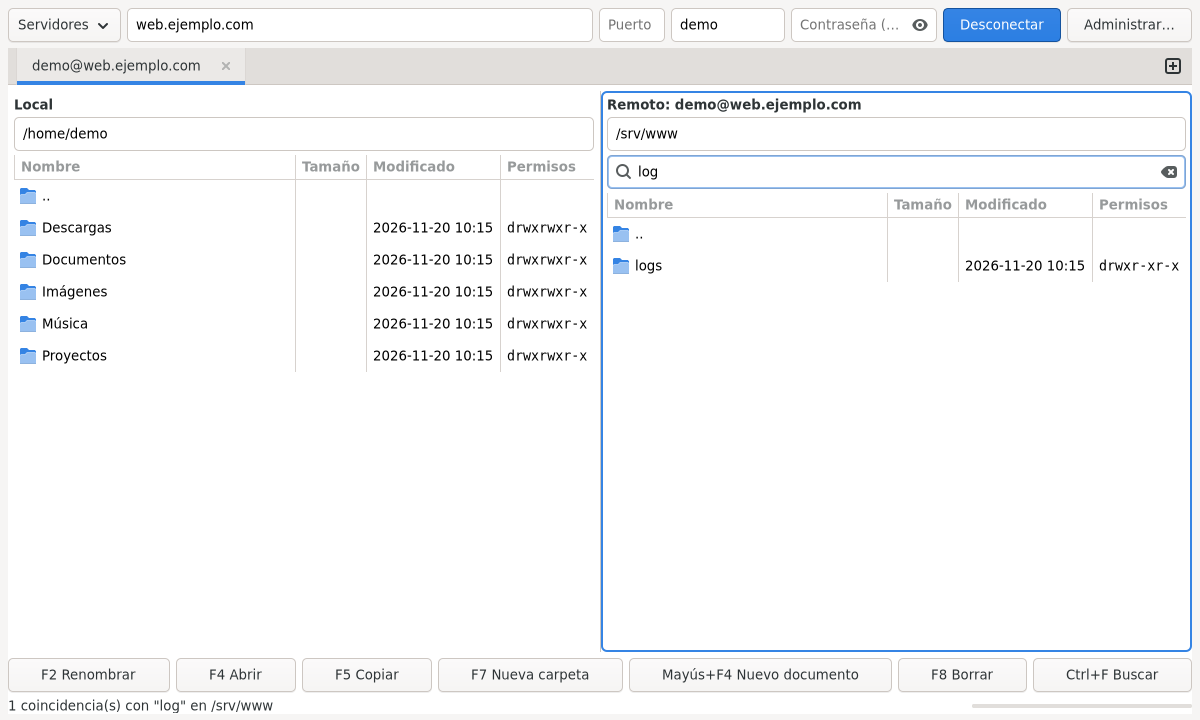 Servidores web.ejemplo.com Puerto demo Contraseña (... Desconectar Administrar...
demo@web.ejemplo.com
Local
/home/demo
Nombre Tamaño Modificado Permisos
..
Descargas 2026-11-20 10:15 drwxrwxr-x
Documentos 2026-11-20 10:15 drwxrwxr-x
Imágenes 2026-11-20 10:15 drwxrwxr-x
Música 2026-11-20 10:15 drwxrwxr-x
Proyectos 2026-11-20 10:15 drwxrwxr-x
Remoto: demo@web.ejemplo.com
/srv/www
log
Nombre Tamaño Modificado Permisos
..
logs 2026-11-20 10:15 drwxr-xr-x
F2 Renombrar F4 Abrir F5 Copiar F7 Nueva carpeta Mayús+F4 Nuevo documento F8 Borrar Ctrl+F Buscar
1 coincidencia(s) con "log" en /srv/www